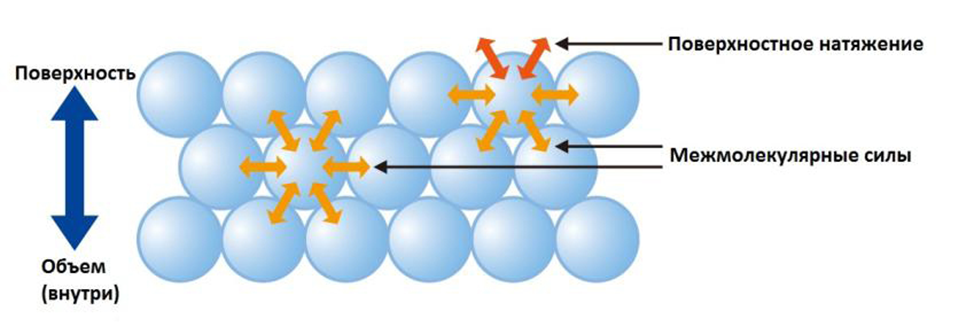 Поверхностное натяжение
Поверхность
Межмолекулярные силы
Объем
(внутри)